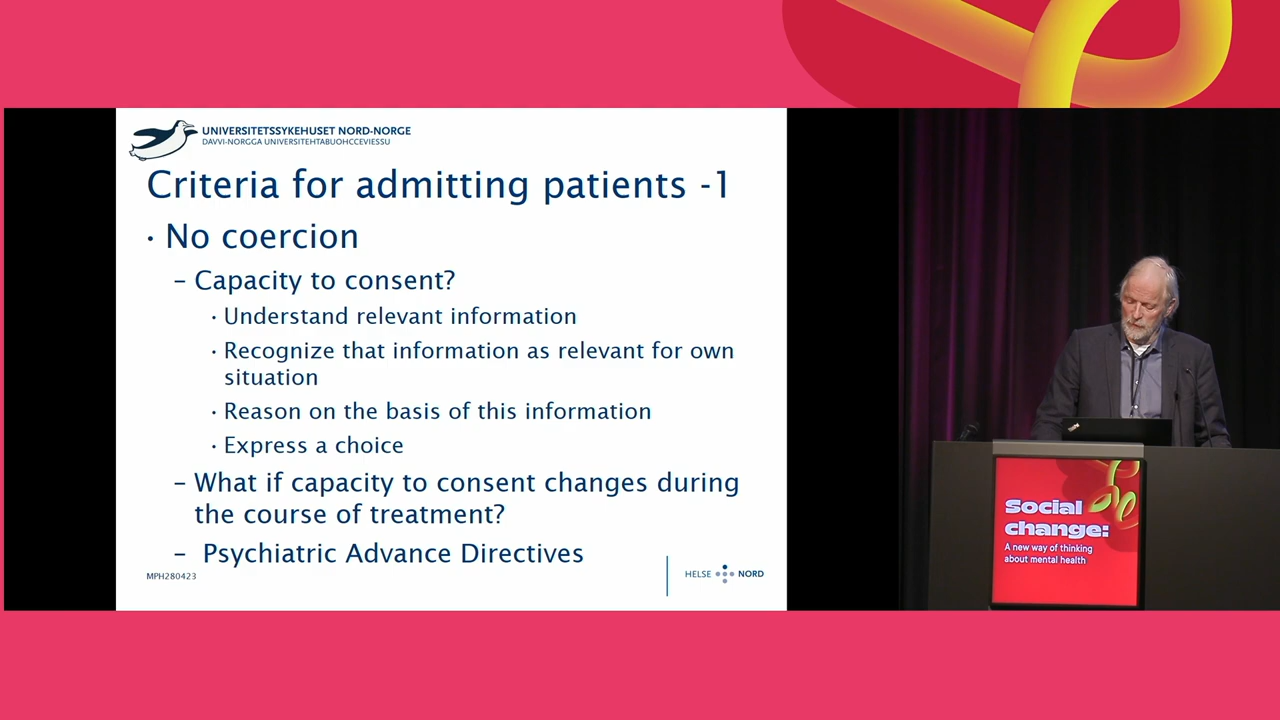 UNIVERSITETSSYKEHUSET NORD-NORGE
DAVVI-NORGGA UNIVERSITEHTABUOHCCEVIESSU
Criteria for admitting patients -1
· No coercion
– Capacity to consent?
· Understand relevant information
· Recognize that information as relevant for own
situation
· Reason on the basis of this information
· Express a choice
– What if capacity to consent changes during
the course of treatment?
– Psychiatric Advance Directives
MPH280423
HELSE NORD
Social
change:
A new way of thinking
about mental health